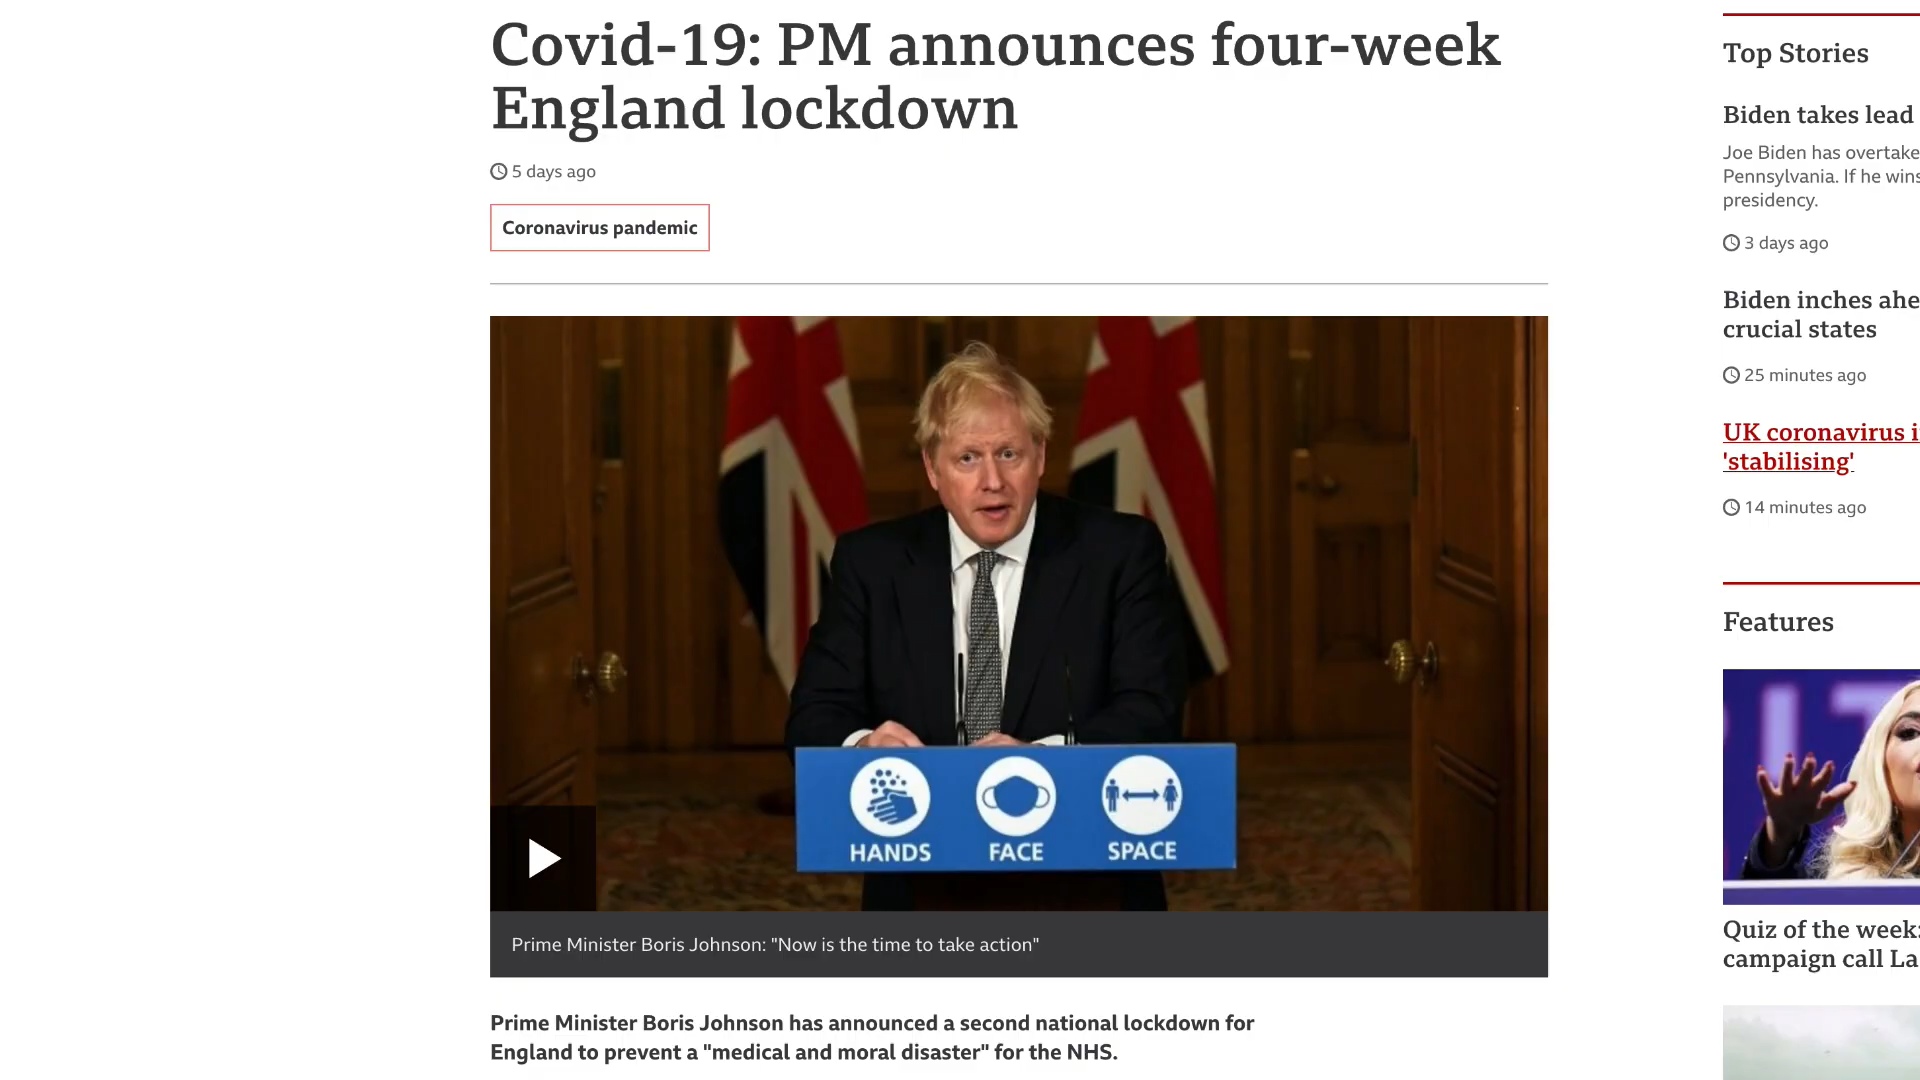 Covid-19: PM announces four-week
England lockdown
5 days ago
Coronavirus pandemic
HANDS
FACE
SPACE
Prime Minister Boris Johnson: "Now is the time to take action"
Prime Minister Boris Johnson has announced a second national lockdown for
England to prevent a "medical and moral disaster" for the NHS.
Top Stories
Biden takes lead
Joe Biden has overtake
Pennsylvania. If he wins
presidency.
3 days ago
Biden inches ahe
crucial states
25 minutes ago
UK coronavirus i
'stabilising'
14 minutes ago
Features
Quiz of the week:
campaign call La